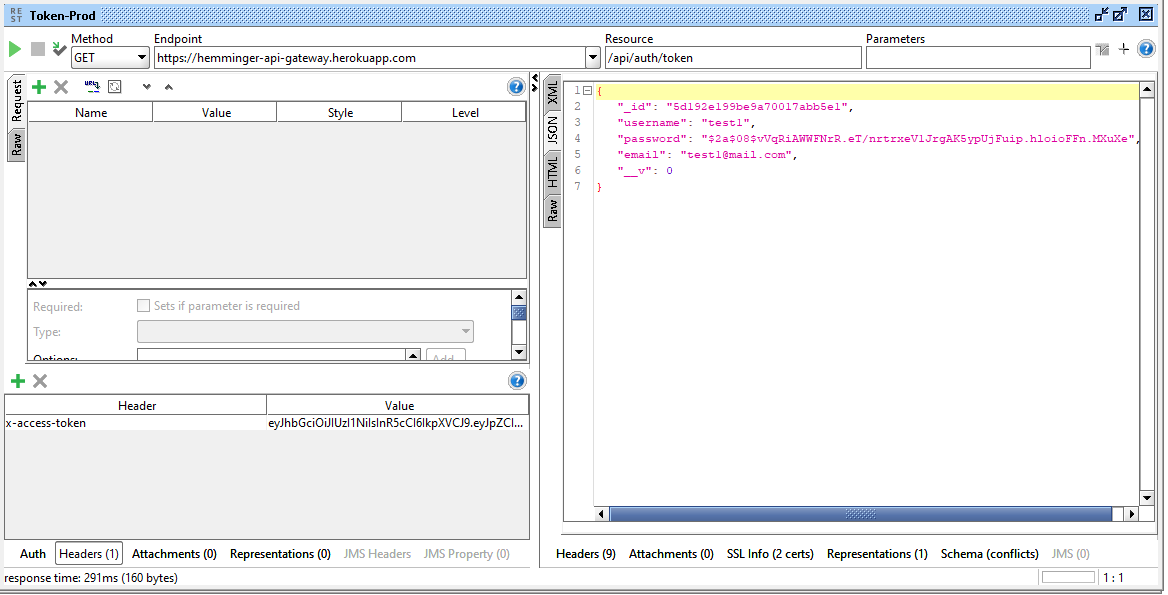 RE
ST
Token-Prod
Method
Endpoint
Resource
Parameters
GET
https://hemminger-api-gateway.herokuapp.com
/api/auth/token
Request
Raw
Name Value Style Level
Required:
Sets if parameter is required
Type:
Options:
Add
Header Value
x-access-token
eyJhbGciOiJIUzI1NiIsInR5cCI6IkpXVCJ9.eyJpZCI...
Auth Headers (1) Attachments (0) Representations (0) JMS Headers JMS Property (0)
XML
JSON
HTML
Raw
1 {
2 "_id": "5d192e199be9a70017abb5e1",
3 "username": "test1",
4 "password": "$2a$08$vVqRiAWWFNrR.eT/nrtrxeV1JrgAK5ypUjFuip.hloioFFn.MXuXe",
5 "email": "test1@mail.com",
6 "__v": 0
7 }
Headers (9) Attachments (0) SSL Info (2 certs) Representations (1) Schema (conflicts) JMS (0)
response time: 291ms (160 bytes)
1 : 1